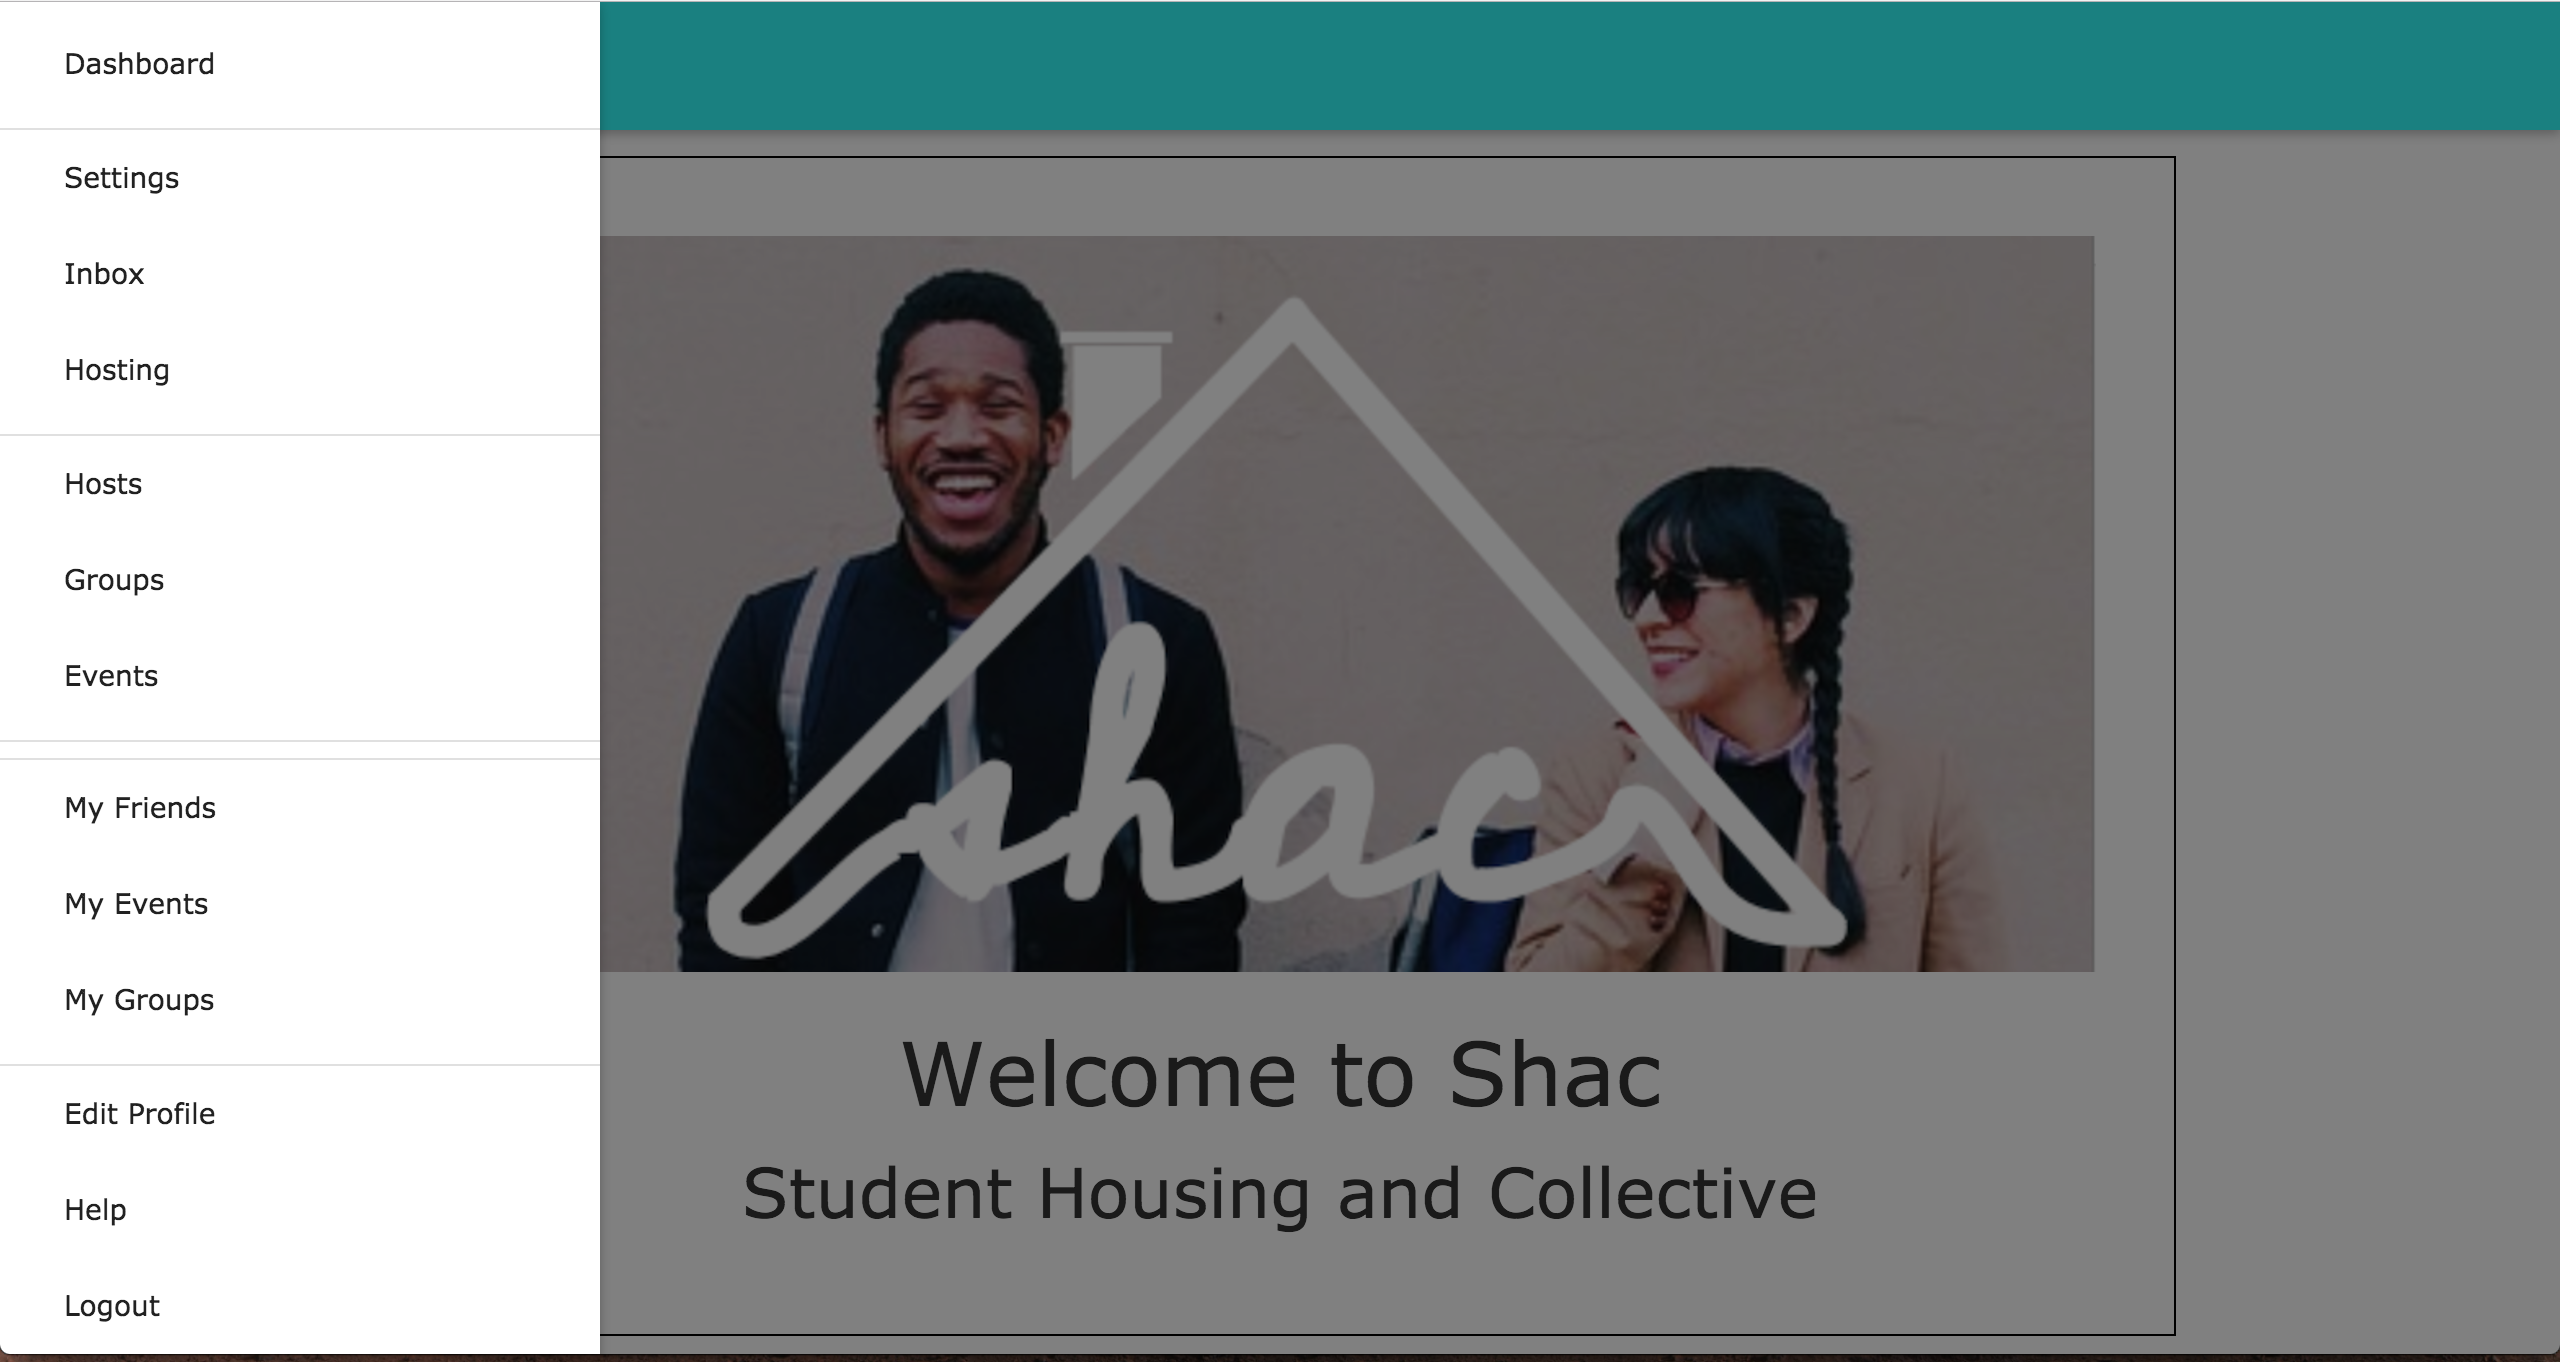 Dashboard
Settings
Inbox
Hosting
Hosts
Groups
Events
My Friends
My Events
My Groups
Edit Profile
Help
Logout
shac
Welcome to Shac
Student Housing and Collective